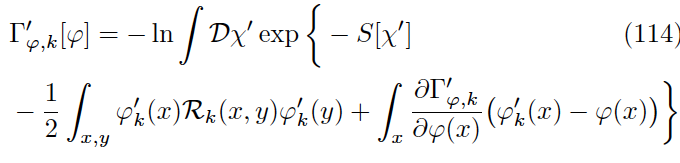 Γ′_{φ,k}[φ] = − ln ∫ 𝒟χ′ exp { − S[χ′] (114)
− 1/2 ∫_{x,y} φ′_k(x)ℛ_k(x, y)φ′_k(y) + ∫_x ∂Γ′_{φ,k}/∂φ(x) (φ′_k(x) − φ(x)) }